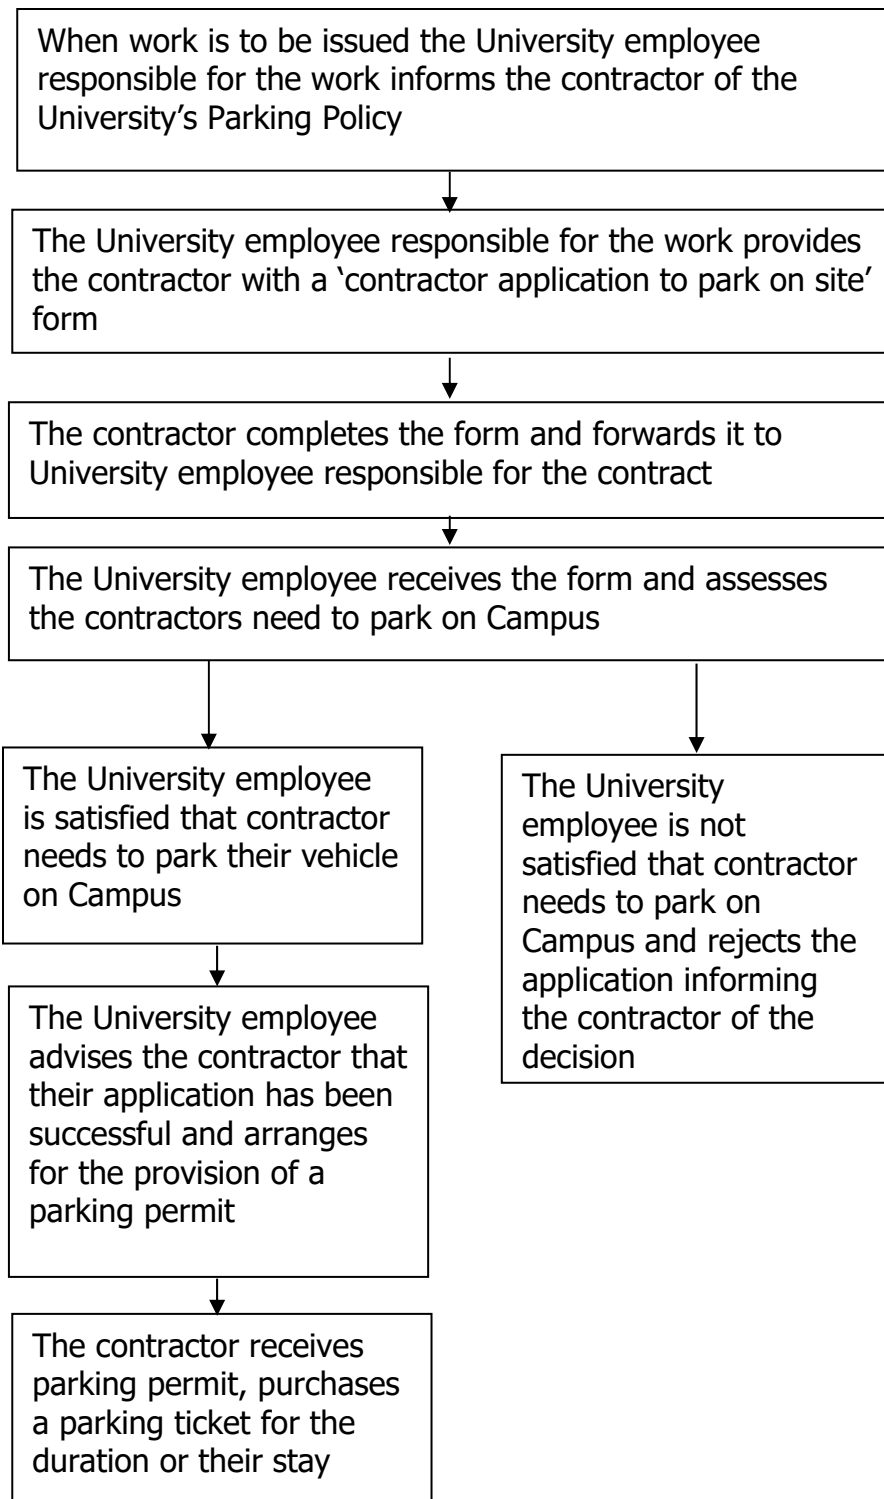 When work is to be issued the University employee
responsible for the work informs the contractor of the
University’s Parking Policy
The University employee responsible for the work provides
the contractor with a ‘contractor application to park on site’
form
The contractor completes the form and forwards it to
University employee responsible for the contract
The University employee receives the form and assesses
the contractors need to park on Campus
The University employee
is satisfied that contractor
needs to park their vehicle
on Campus
The University
employee is not
satisfied that contractor
needs to park on
Campus and rejects the
application informing
the contractor of the
decision
The University employee
advises the contractor that
their application has been
successful and arranges
for the provision of a
parking permit
The contractor receives
parking permit, purchases
a parking ticket for the
duration or their stay